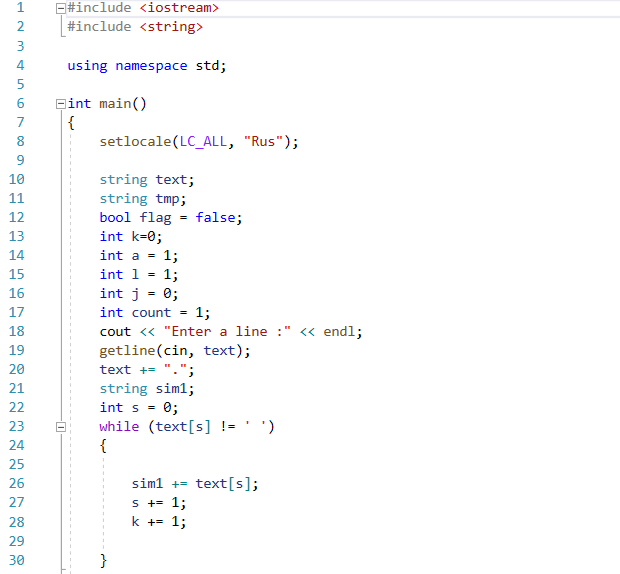 1 #include <iostream>
2 #include <string>
3
4 using namespace std;
5
6 int main()
7 {
8 setlocale(LC_ALL, "Rus");
9
10 string text;
11 string tmp;
12 bool flag = false;
13 int k=0;
14 int a = 1;
15 int l = 1;
16 int j = 0;
17 int count = 1;
18 cout << "Enter a line :" << endl;
19 getline(cin, text);
20 text += ".";
21 string sim1;
22 int s = 0;
23 while (text[s] != ' ')
24 {
25
26 sim1 += text[s];
27 s += 1;
28 k += 1;
29
30 }